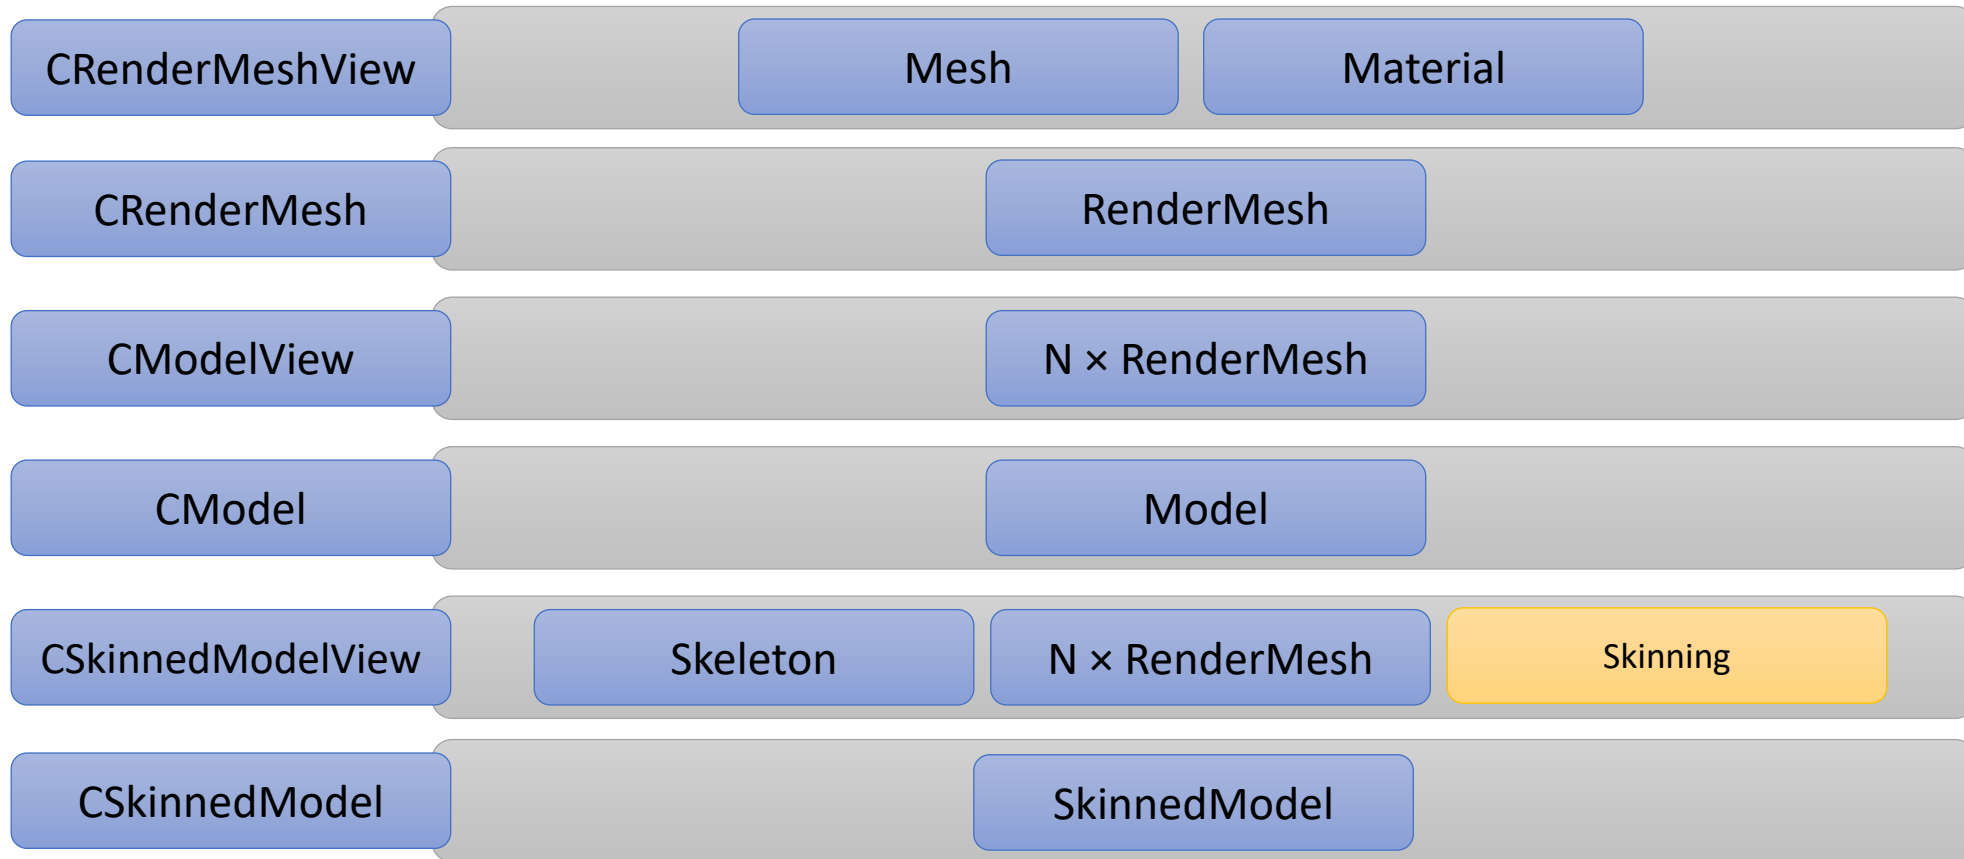 CRenderMeshView Mesh Material
CRenderMesh RenderMesh
CModelView N × RenderMesh
CModel Model
CSkinnedModelView Skeleton N × RenderMesh Skinning
CSkinnedModel SkinnedModel